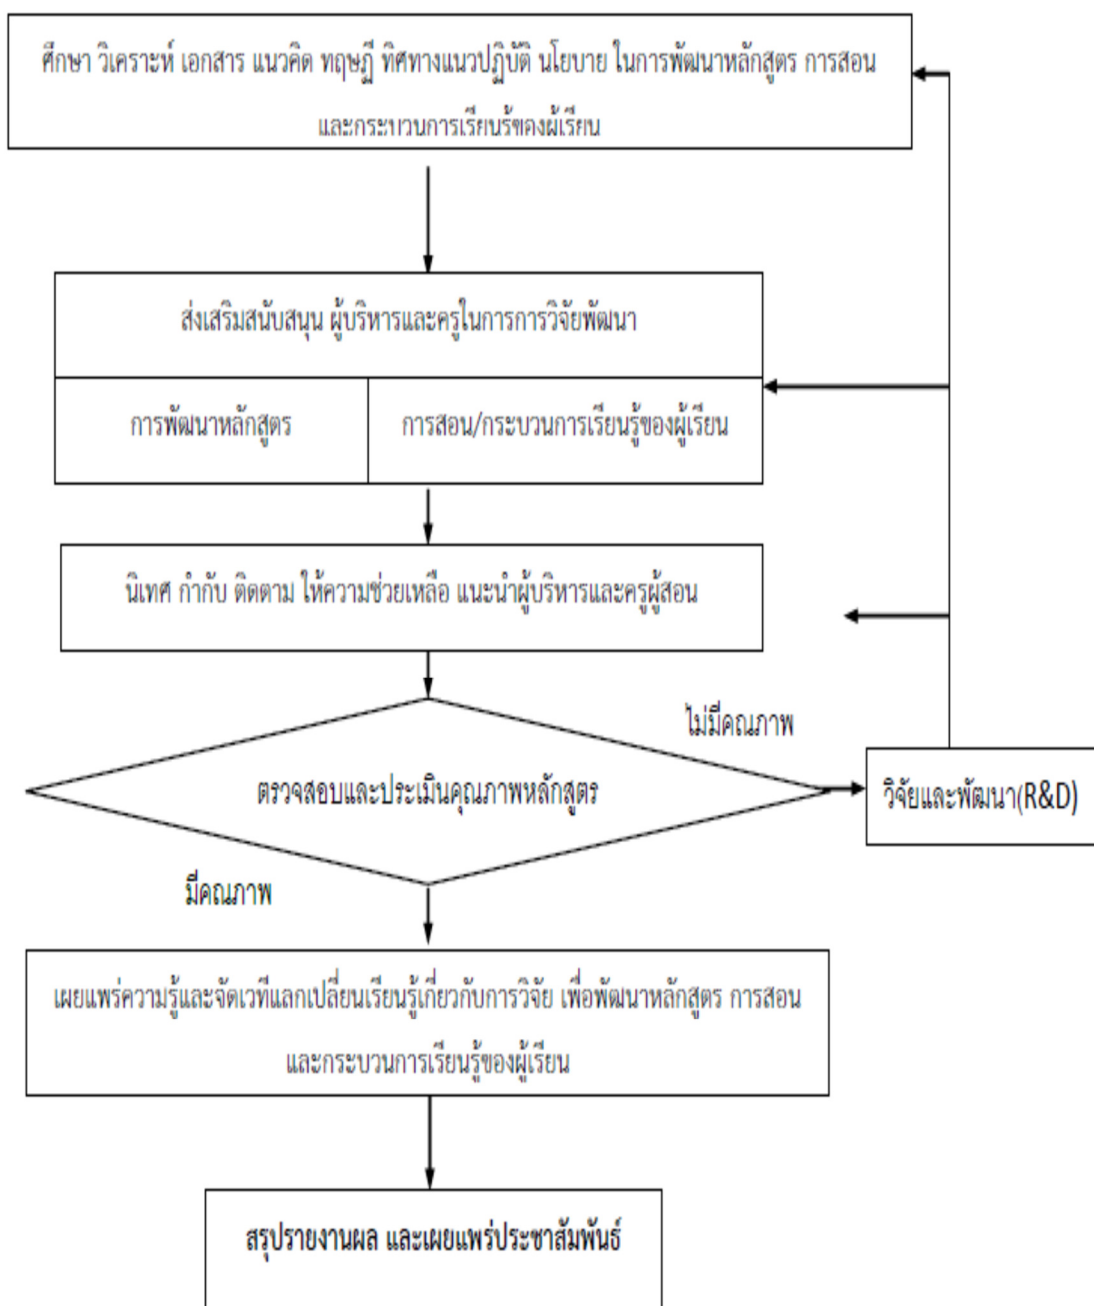 ศึกษา วิเคราะห์ เอกสาร แนวคิด ทฤษฎี ทิศทางแนวปฏิบัติ นโยบาย ในการพัฒนาหลักสูตร การสอน
และกระบวนการเรียนรู้ของผู้เรียน
ส่งเสริมสนับสนุน ผู้บริหารและครูในการการวิจัยพัฒนา
การพัฒนาหลักสูตร
การสอน/กระบวนการเรียนรู้ของผู้เรียน
นิเทศ กำกับ ติดตาม ให้ความช่วยเหลือ แนะนำผู้บริหารและครูผู้สอน
ไม่มีคุณภาพ
ตรวจสอบและประเมินคุณภาพหลักสูตร
วิจัยและพัฒนา(R&D)
มีคุณภาพ
เผยแพร่ความรู้และจัดเวทีแลกเปลี่ยนเรียนรู้เกี่ยวกับการวิจัย เพื่อพัฒนาหลักสูตร การสอน
และกระบวนการเรียนรู้ของผู้เรียน
สรุปรายงานผล และเผยแพร่ประชาสัมพันธ์